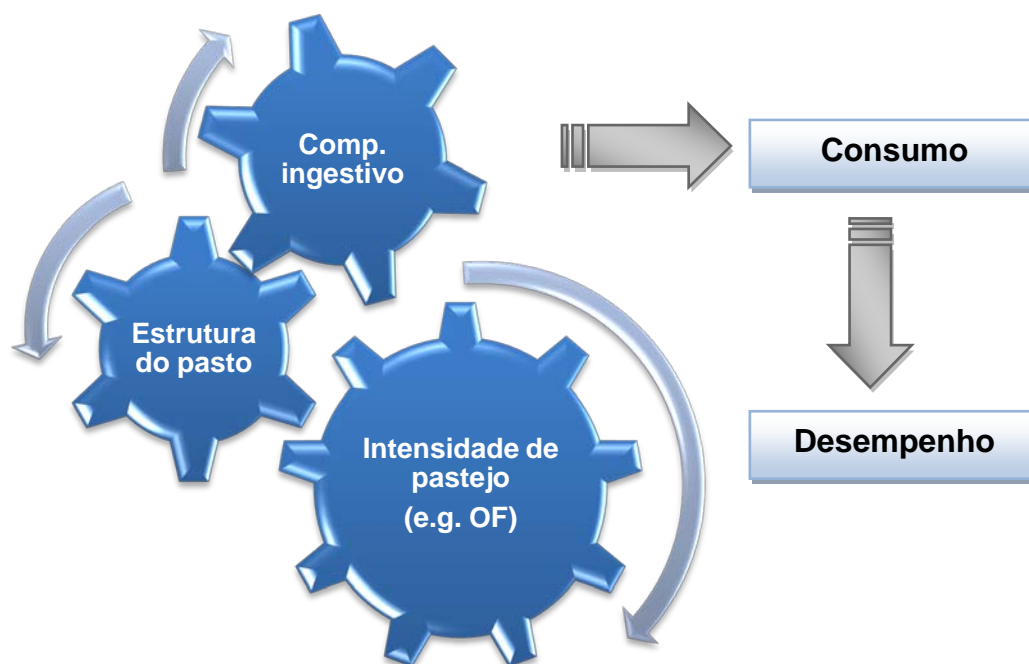 Comp.
ingestivo
Consumo
Estrutura
do pasto
Desempenho
Intensidade de
pastejo
(e.g. OF)